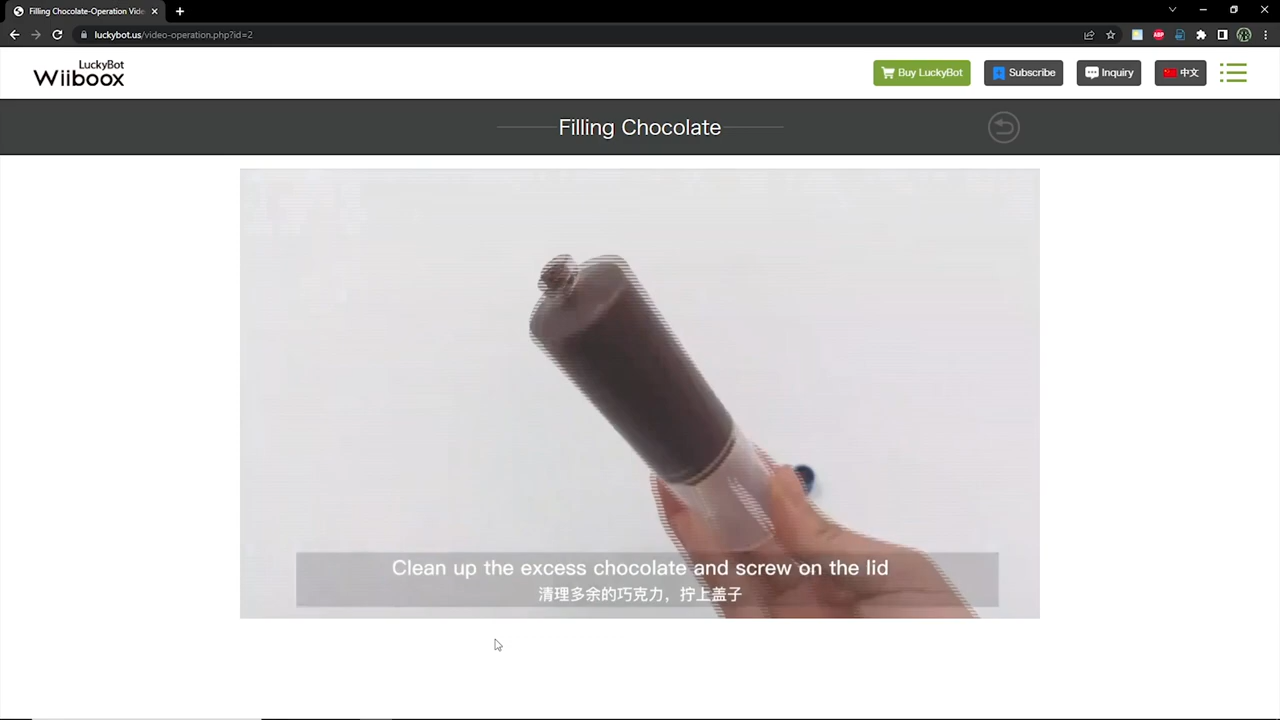 Filling Chocolate-Operation Vide
luckybot.us/video-operation.php?id=2
ABP
LuckyBot
Wiiboox
Buy LuckyBot
Subscribe
Inquiry
中文
Filling Chocolate
Clean up the excess chocolate and screw on the lid
清理多余的巧克力，拧上盖子